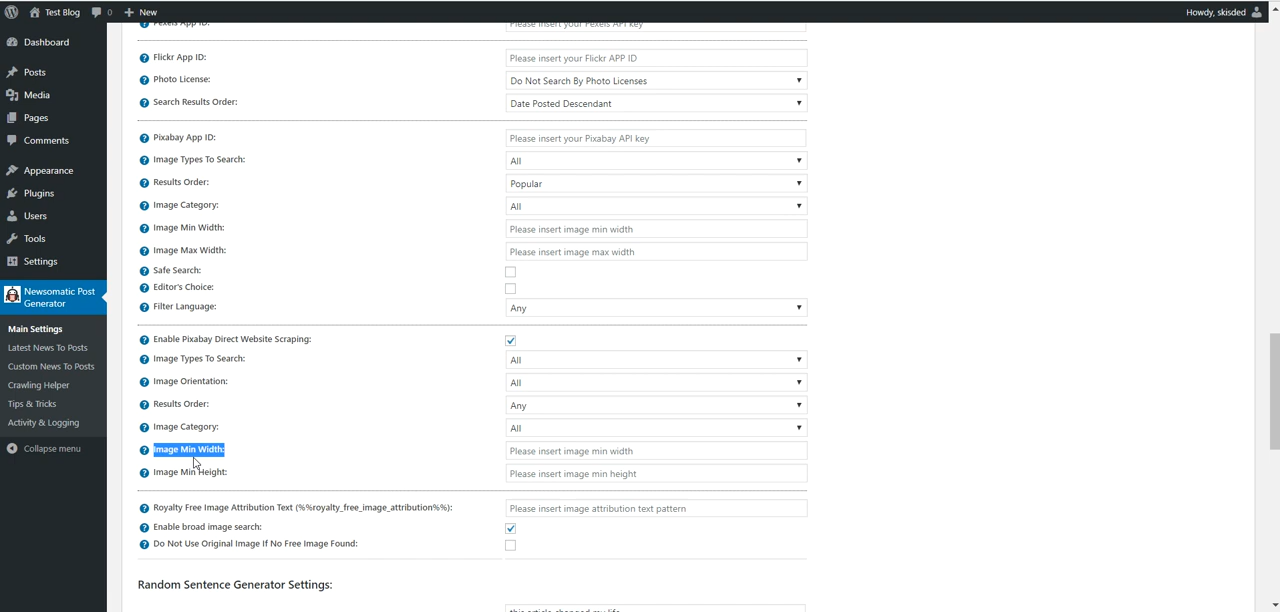 Test Blog 0 New Howdy, skisded
Dashboard
Posts
Media
Pages
Comments
Appearance
Plugins
Users
Tools
Settings
Newsomatic Post
Generator
Main Settings
Latest News To Posts
Custom News To Posts
Crawling Helper
Tips & Tricks
Activity & Logging
Collapse menu
Pexels App ID: Please insert your Pexels API key
Flickr App ID: Please insert your Flickr APP ID
Photo License: Do Not Search By Photo Licenses
Search Results Order: Date Posted Descendant
Pixabay App ID: Please insert your Pixabay API key
Image Types To Search: All
Results Order: Popular
Image Category: All
Image Min Width: Please insert image min width
Image Max Width: Please insert image max width
Safe Search:
Editor's Choice:
Filter Language: Any
Enable Pixabay Direct Website Scraping:
Image Types To Search: All
Image Orientation: All
Results Order: Any
Image Category: All
Image Min Width: Please insert image min width
Image Min Height: Please insert image min height
Royalty Free Image Attribution Text (%%royalty_free_image_attribution%%): Please insert image attribution text pattern
Enable broad image search:
Do Not Use Original Image If No Free Image Found:
Random Sentence Generator Settings:
this article changed my life